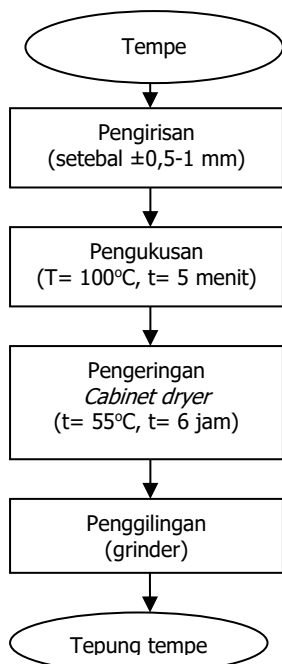 Tempe
Pengirisan
(setebal ±0,5-1 mm)
Pengukusan
(T= 100°C, t= 5 menit)
Pengeringan
Cabinet dryer
(t= 55°C, t= 6 jam)
Penggilingan
(grinder)
Tepung tempe